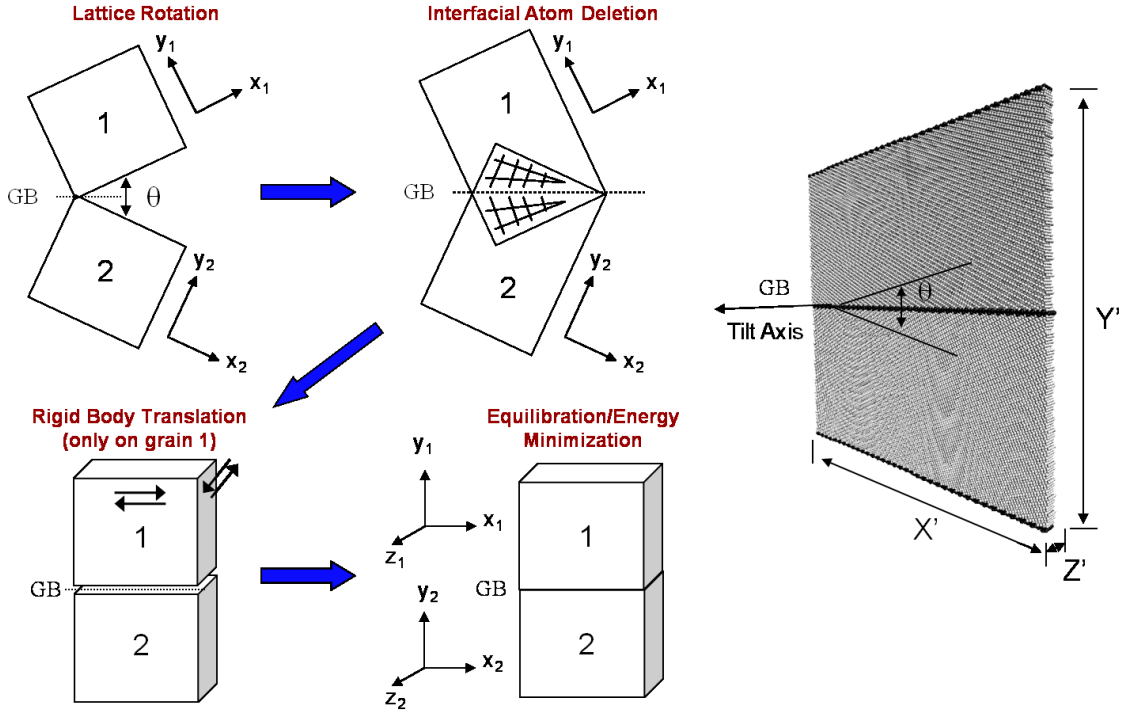 Lattice Rotation
y1
x1
1
GB
θ
2
y2
x2
Interfacial Atom Deletion
y1
x1
1
GB
2
y2
x2
Rigid Body Translation
(only on grain 1)
1
GB
2
Equilibration/Energy
Minimization
y1
x1
z1
1
GB
y2
x2
z2
2
GB
θ
Tilt Axis
Y'
X'
Z'